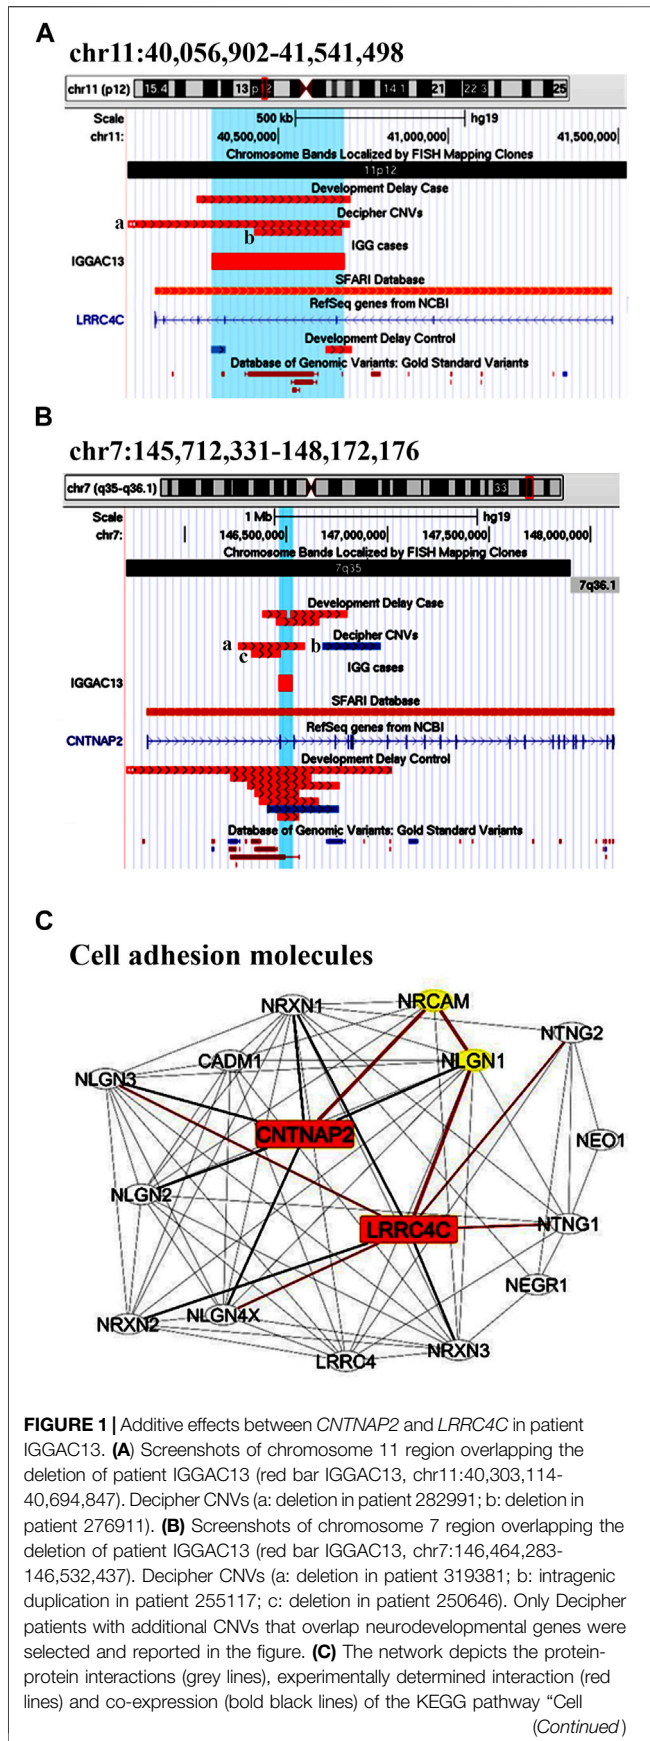 A
chr11:40,056,902-41,541,498
chr11 (p12) 15.4 13 14.1 21 22.3 25
Scale 500 kb hg19
chr11: 40,500,000 41,000,000 41,500,000
Chromosome Bands Localized by FISH Mapping Clones
11p12
Development Delay Case
Decipher CNVs
a
b
IGG cases
IGGAC13
SFARI Database
RefSeq genes from NCBI
LRRC4C
Development Delay Control
Database of Genomic Variants: Gold Standard Variants
B
chr7:145,712,331-148,172,176
chr7 (q35-q36.1) 33
Scale 1 Mb hg19
chr7: 146,500,000 147,000,000 147,500,000 148,000,000
Chromosome Bands Localized by FISH Mapping Clones
7q35
7q36.1
Development Delay Case
Decipher CNVs
a b
c
IGG cases
IGGAC13
SFARI Database
RefSeq genes from NCBI
CNTNAP2
Development Delay Control
Database of Genomic Variants: Gold Standard Variants
C
Cell adhesion molecules
NRXN1 NRCAM
NTNG2
CADM1 NLGN1
NLGN3
CNTNAP2
NEO1
NLGN2
LRRC4C NTNG1
NEGR1
NRXN2 NLGN4X
LRRC4 NRXN3
FIGURE 1 | Additive effects between CNTNAP2 and LRRC4C in patient
IGGAC13. (A) Screenshots of chromosome 11 region overlapping the
deletion of patient IGGAC13 (red bar IGGAC13, chr11:40,303,114-
40,694,847). Decipher CNVs (a: deletion in patient 282991; b: deletion in
patient 276911). (B) Screenshots of chromosome 7 region overlapping the
deletion of patient IGGAC13 (red bar IGGAC13, chr7:146,464,283-
146,532,437). Decipher CNVs (a: deletion in patient 319381; b: intragenic
duplication in patient 255117; c: deletion in patient 250646). Only Decipher
patients with additional CNVs that overlap neurodevelopmental genes were
selected and reported in the figure. (C) The network depicts the protein-
protein interactions (grey lines), experimentally determined interaction (red
lines) and co-expression (bold black lines) of the KEGG pathway “Cell
(Continued)